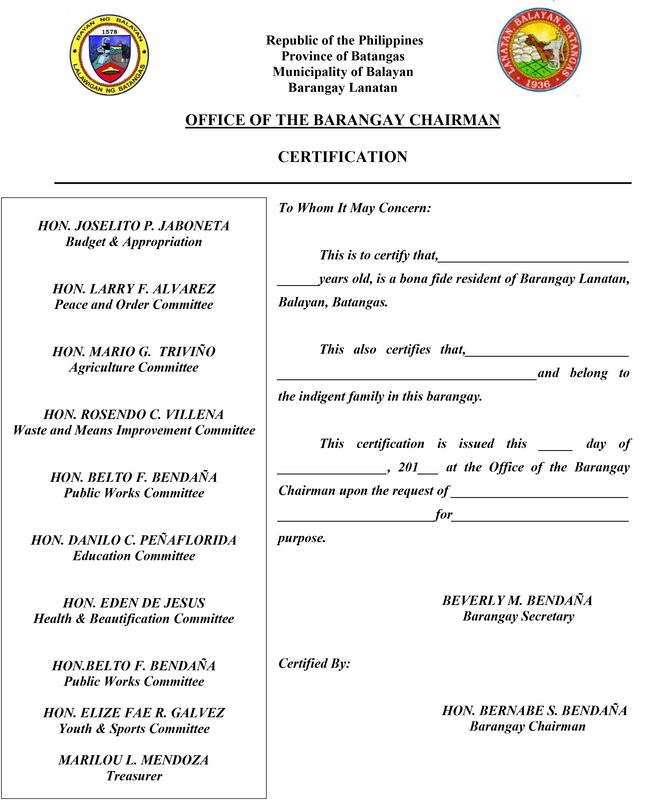 BAYAN NG BALAYAN
1578
LALAWIGAN NG BATANGAS
Republic of the Philippines
Province of Batangas
Municipality of Balayan
Barangay Lanatan
LANATAN, BALAYAN, BATANGAS
1936
OFFICE OF THE BARANGAY CHAIRMAN
CERTIFICATION
HON. JOSELITO P. JABONETA
Budget & Appropriation
HON. LARRY F. ALVAREZ
Peace and Order Committee
HON. MARIO G. TRIVIÑO
Agriculture Committee
HON. ROSENDO C. VILLENA
Waste and Means Improvement Committee
HON. BELTO F. BENDAÑA
Public Works Committee
HON. DANILO C. PEÑAFLORIDA
Education Committee
HON. EDEN DE JESUS
Health & Beautification Committee
HON.BELTO F. BENDAÑA
Public Works Committee
HON. ELIZE FAE R. GALVEZ
Youth & Sports Committee
MARILOU L. MENDOZA
Treasurer
To Whom It May Concern:
This is to certify that,___________________________
______years old, is a bona fide resident of Barangay Lanatan,
Balayan, Batangas.
This also certifies that,_______________________
_____________________________________and belong to
the indigent family in this barangay.
This certification is issued this _____ day of
________________, 201___ at the Office of the Barangay
Chairman upon the request of _________________________
_______________________for_________________________
purpose.
BEVERLY M. BENDAÑA
Barangay Secretary
Certified By:
HON. BERNABE S. BENDAÑA
Barangay Chairman